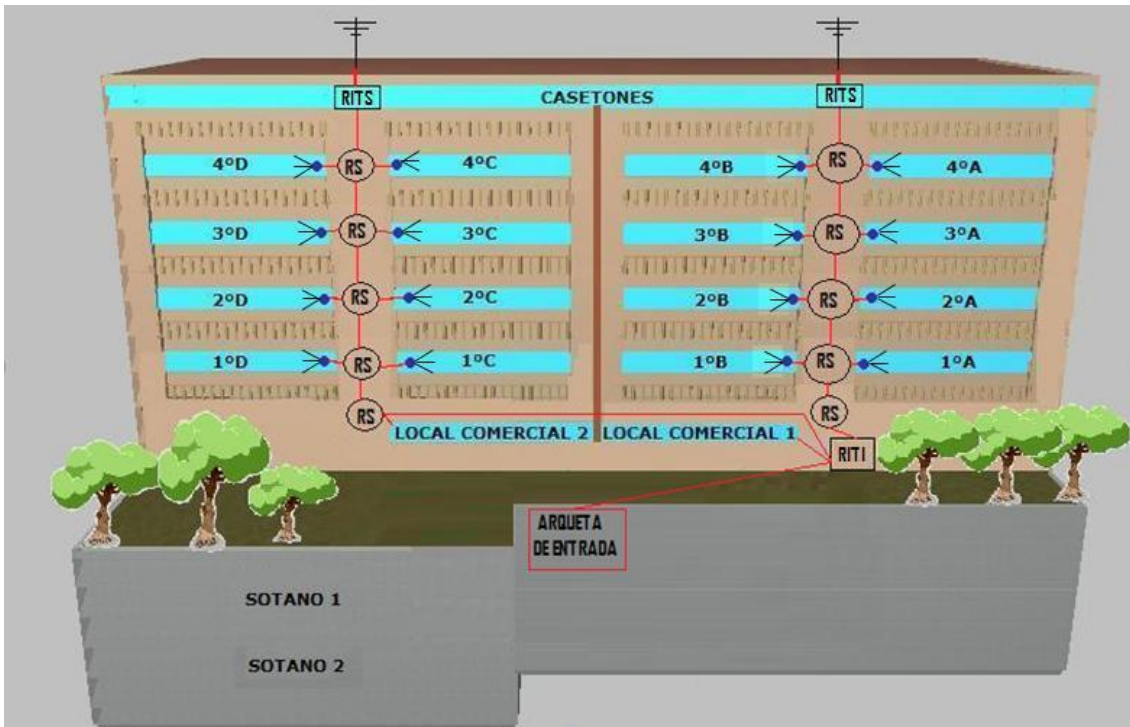 RITS CASETONES RITS
4ºD RS 4ºC 4ºB RS 4ºA
3ºD RS 3ºC 3ºB RS 3ºA
2ºD RS 2ºC 2ºB RS 2ºA
1ºD RS 1ºC 1ºB RS 1ºA
RS RS
LOCAL COMERCIAL 2 LOCAL COMERCIAL 1 RITI
ARQUETA
DE ENTRADA
SOTANO 1
SOTANO 2